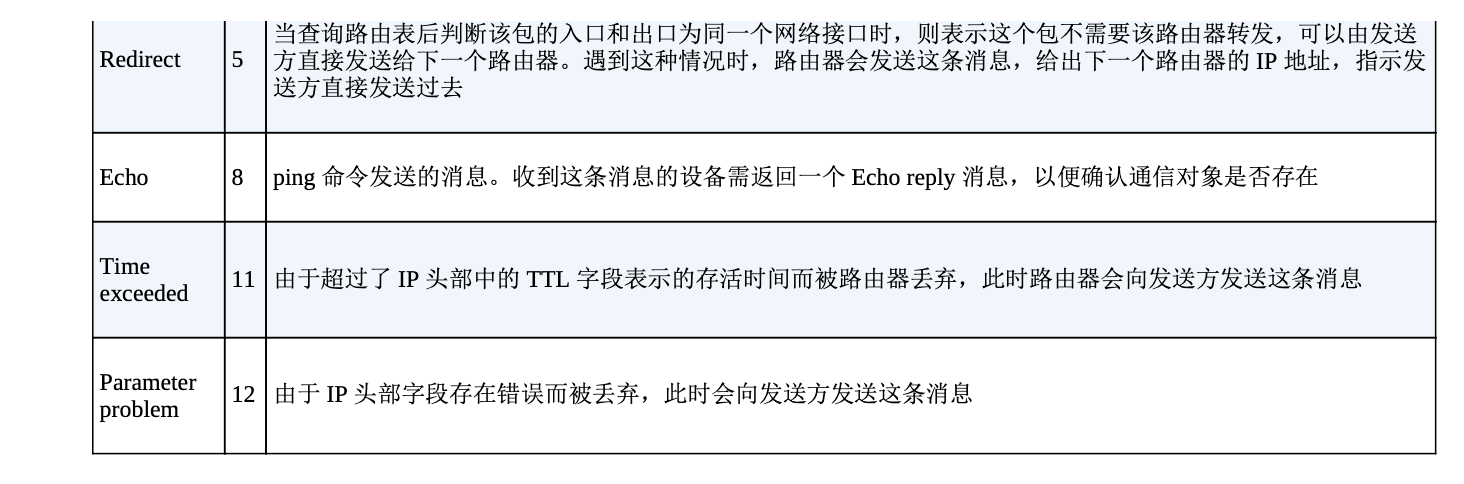 Redirect 5 当查询路由表后判断该包的入口和出口为同一个网络接口时，则表示这个包不需要该路由器转发，可以由发送
方直接发送给下一个路由器。遇到这种情况时，路由器会发送这条消息，给出下一个路由器的 IP 地址，指示发
送方直接发送过去
Echo 8 ping 命令发送的消息。收到这条消息的设备需返回一个 Echo reply 消息，以便确认通信对象是否存在
Time
exceeded
11 由于超过了 IP 头部中的 TTL 字段表示的存活时间而被路由器丢弃，此时路由器会向发送方发送这条消息
Parameter
problem
12 由于 IP 头部字段存在错误而被丢弃，此时会向发送方发送这条消息